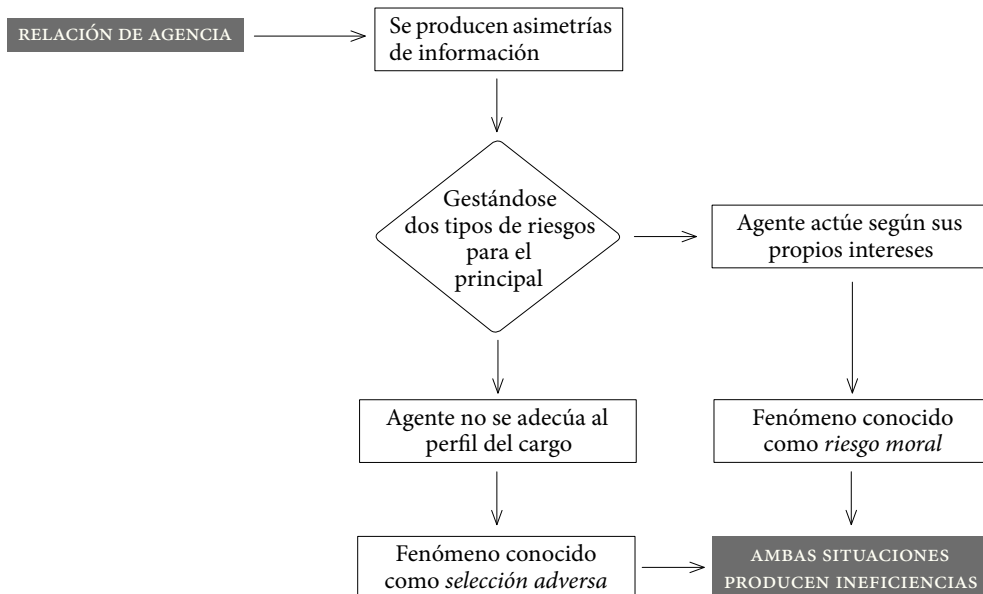 RELACIÓN DE AGENCIA
Se producen asimetrías
de información
Gestándose
dos tipos de riesgos
para el
principal
Agente actúe según sus
propios intereses
Agente no se adecúa al
perfil del cargo
Fenómeno conocido
como riesgo moral
Fenómeno conocido
como selección adversa
AMBAS SITUACIONES
PRODUCEN INEFICIENCIAS